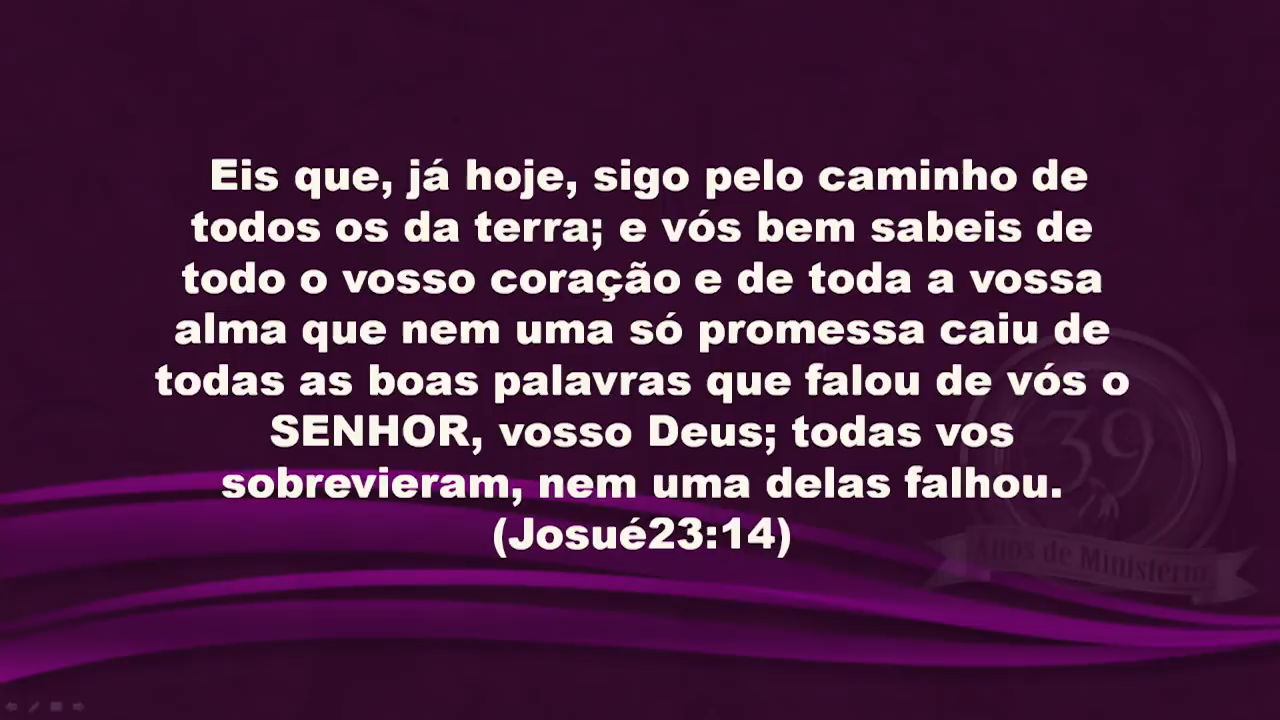 Eis que, já hoje, sigo pelo caminho de
todos os da terra; e vós bem sabeis de
todo o vosso coração e de toda a vossa
alma que nem uma só promessa caiu de
todas as boas palavras que falou de vós o
SENHOR, vosso Deus; todas vos
sobrevieram, nem uma delas falhou.
(Josué23:14)
39
Anos de Ministério